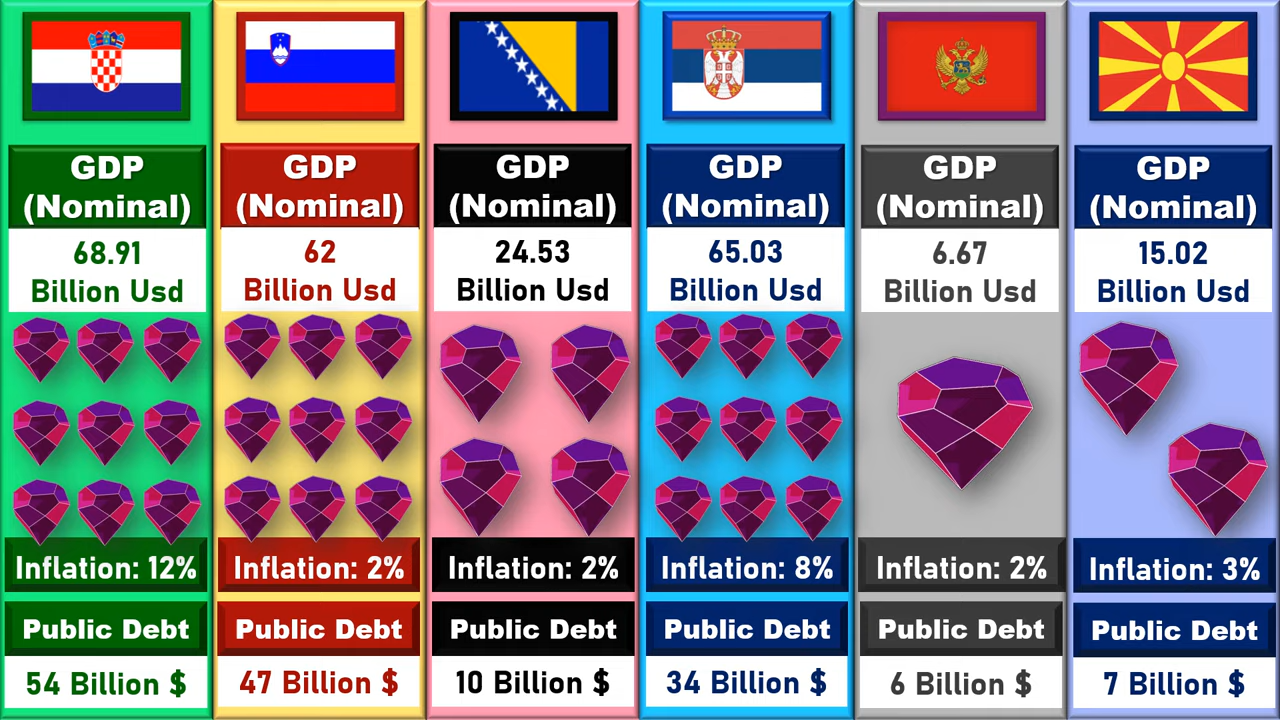 GDP
(Nominal)
68.91
Billion Usd
Inflation: 12%
Public Debt
54 Billion $
GDP
(Nominal)
62
Billion Usd
Inflation: 2%
Public Debt
47 Billion $
GDP
(Nominal)
24.53
Billion Usd
Inflation: 2%
Public Debt
10 Billion $
GDP
(Nominal)
65.03
Billion Usd
Inflation: 8%
Public Debt
34 Billion $
GDP
(Nominal)
6.67
Billion Usd
Inflation: 2%
Public Debt
6 Billion $
GDP
(Nominal)
15.02
Billion Usd
Inflation: 3%
Public Debt
7 Billion $